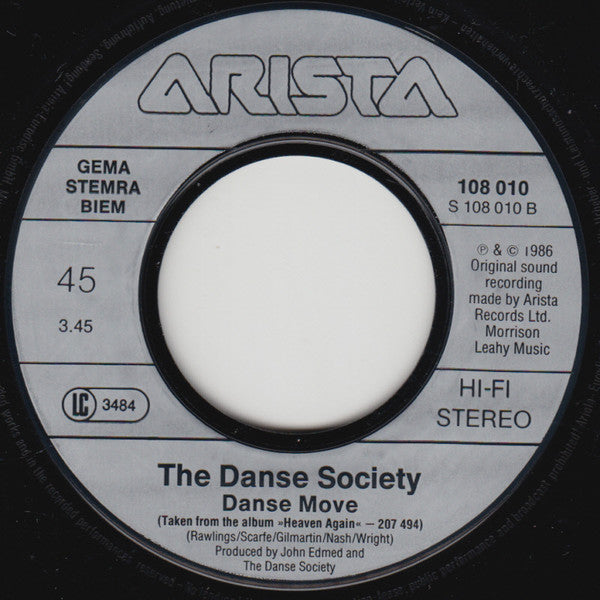 ARISTA
GEMA
STEMRA
BIEM
108 010
S 108 010 B
45
3.45
℗ & © 1986
Original sound
recording
made by Arista
Records Ltd.
Morrison
Leahy Music
LC 3484
HI-FI
STEREO
The Danse Society
Danse Move
(Taken from the album »Heaven Again« – 207 494)
(Rawlings/Scarfe/Gilmartin/Nash/Wright)
Produced by John Edmed and
The Danse Society